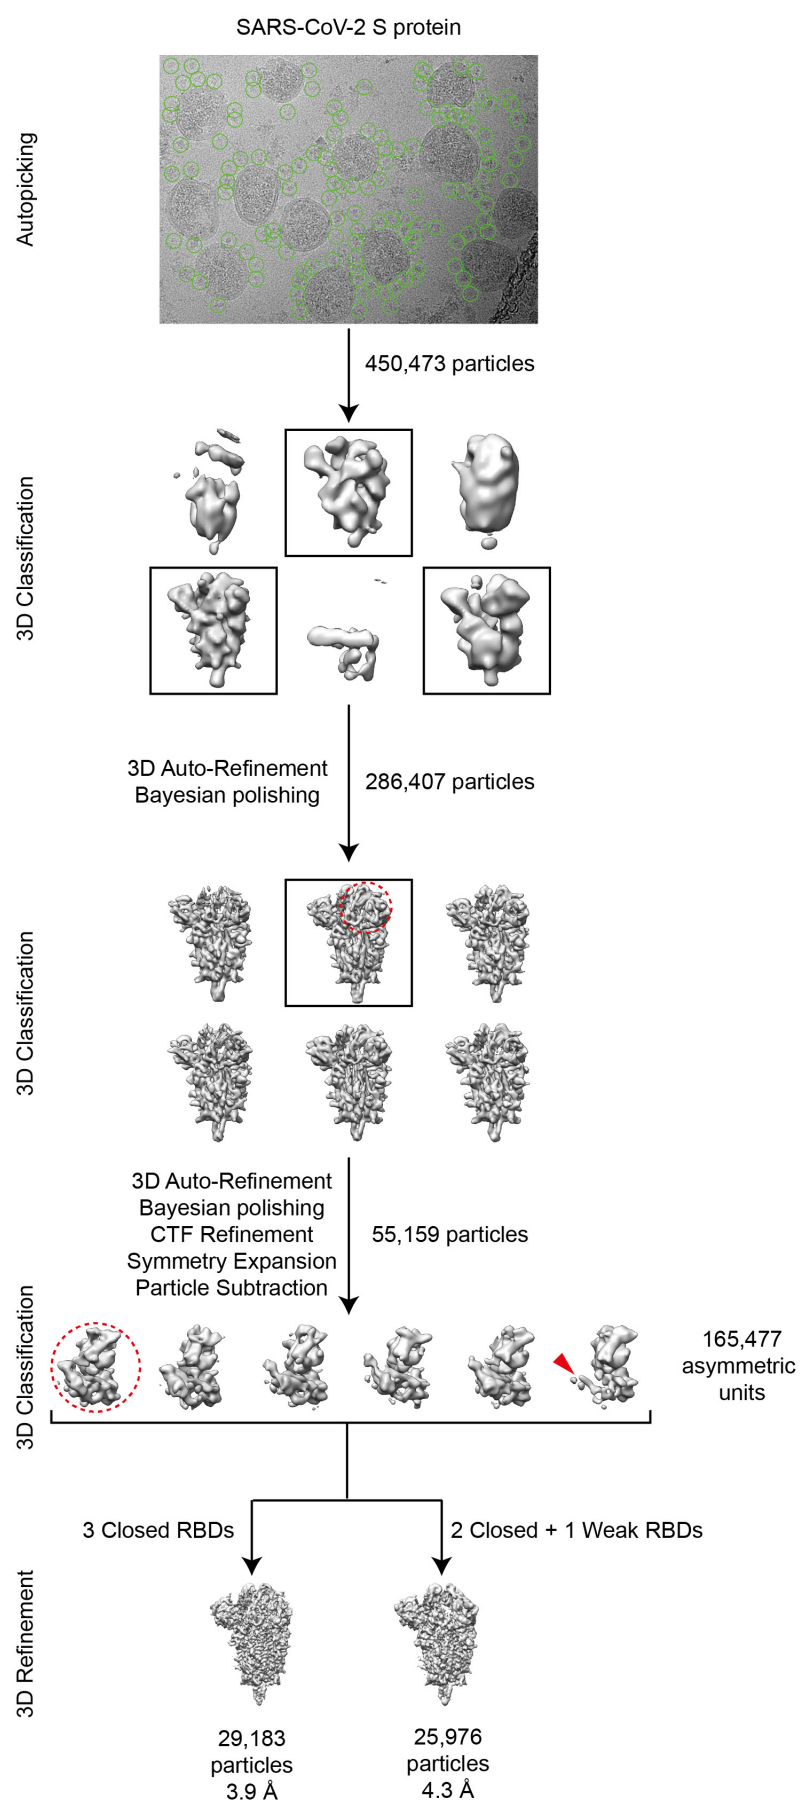 SARS-CoV-2 S protein
Autopicking
450,473 particles
3D Classification
3D Auto-Refinement
Bayesian polishing
286,407 particles
3D Classification
3D Auto-Refinement
Bayesian polishing
CTF Refinement
Symmetry Expansion
Particle Subtraction
55,159 particles
3D Classification
165,477
asymmetric
units
3 Closed RBDs
2 Closed + 1 Weak RBDs
3D Refinement
29,183
particles
3.9 Å
25,976
particles
4.3 Å